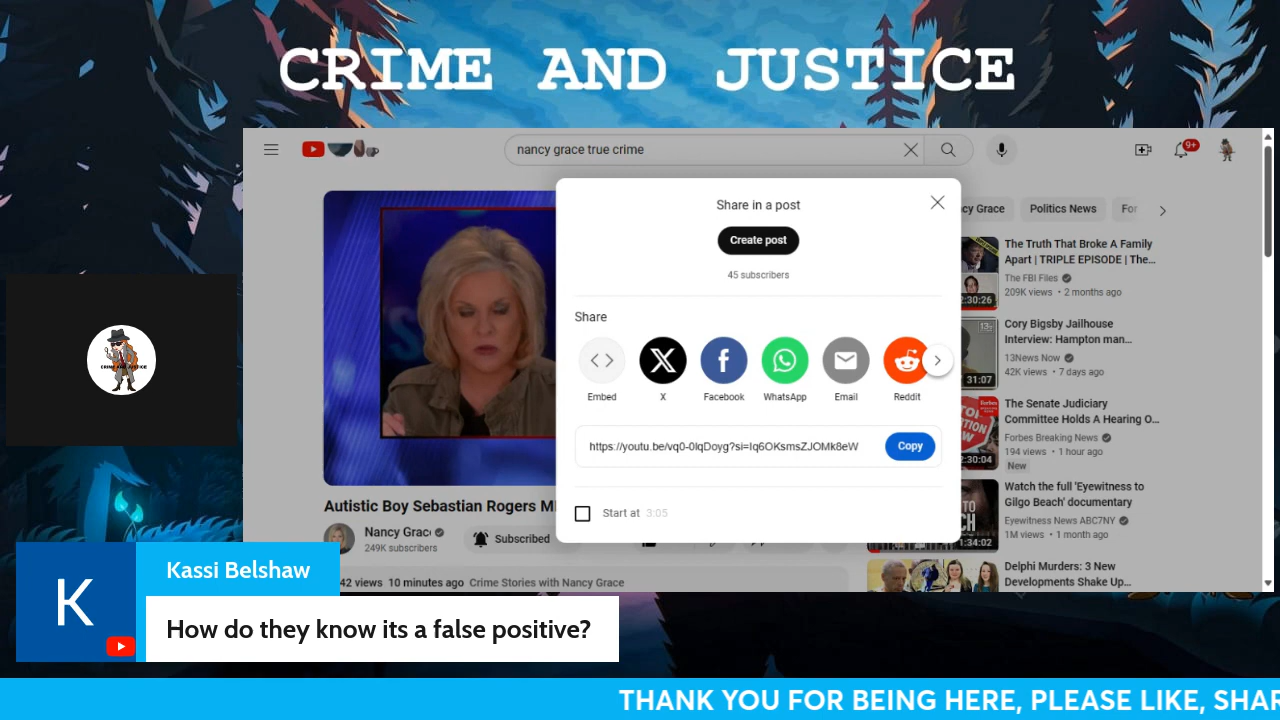 CRIME AND JUSTICE
nancy grace true crime
9+
Share in a post
Create post
45 subscribers
Share
Embed
X
Facebook
WhatsApp
Email
Reddit
https://youtu.be/vq0-0lqDoyg?si=Iq6OKsmsZJOMk8eW
Copy
Start at 3:05
cy Grace
Politics News
For
The Truth That Broke A Family
Apart | TRIPLE EPISODE | The...
The FBI Files
209K views • 2 months ago
2:30:26
Cory Bigsby Jailhouse
Interview: Hampton man...
13News Now
42K views • 7 days ago
31:07
The Senate Judiciary
Committee Holds A Hearing O...
Forbes Breaking News
194 views • 1 hour ago
New
2:30:04
Watch the full 'Eyewitness to
Gilgo Beach' documentary
Eyewitness News ABC7NY
1M views • 1 month ago
1:34:02
Delphi Murders: 3 New
Developments Shake Up...
CRIME AND JUSTICE
Autistic Boy Sebastian Rogers
Nancy Grace
249K subscribers
Subscribed
42 views 10 minutes ago Crime Stories with Nancy Grace
K
Kassi Belshaw
How do they know its a false positive?
THANK YOU FOR BEING HERE, PLEASE LIKE, SHAR